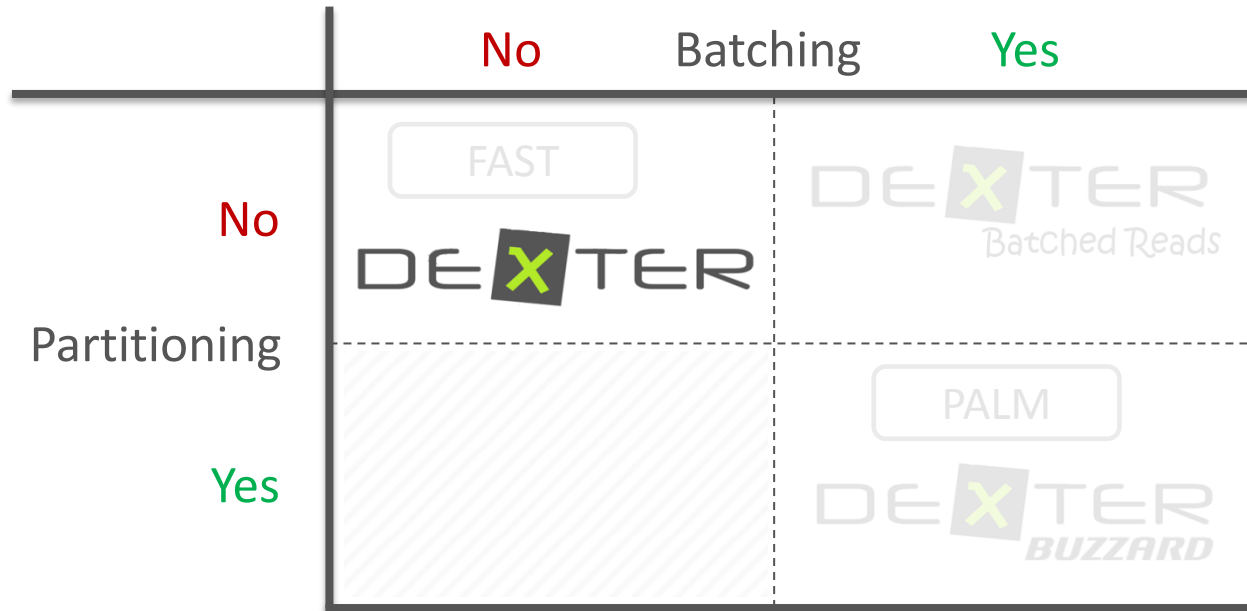 No Batching Yes
FAST
DEXTER
DEXTER
Batched Reads
No
Partitioning
Yes
PALM
DEXTER
BUZZARD